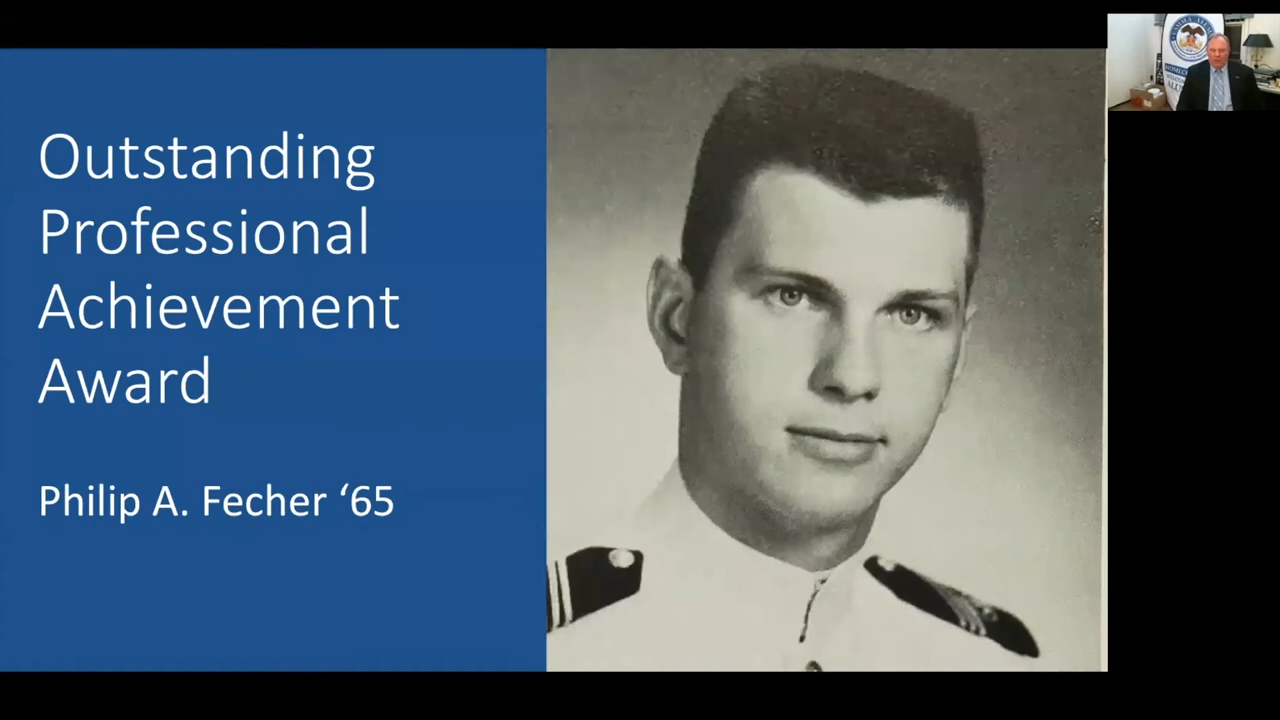 Outstanding
Professional
Achievement
Award
Philip A. Fecher ‘65